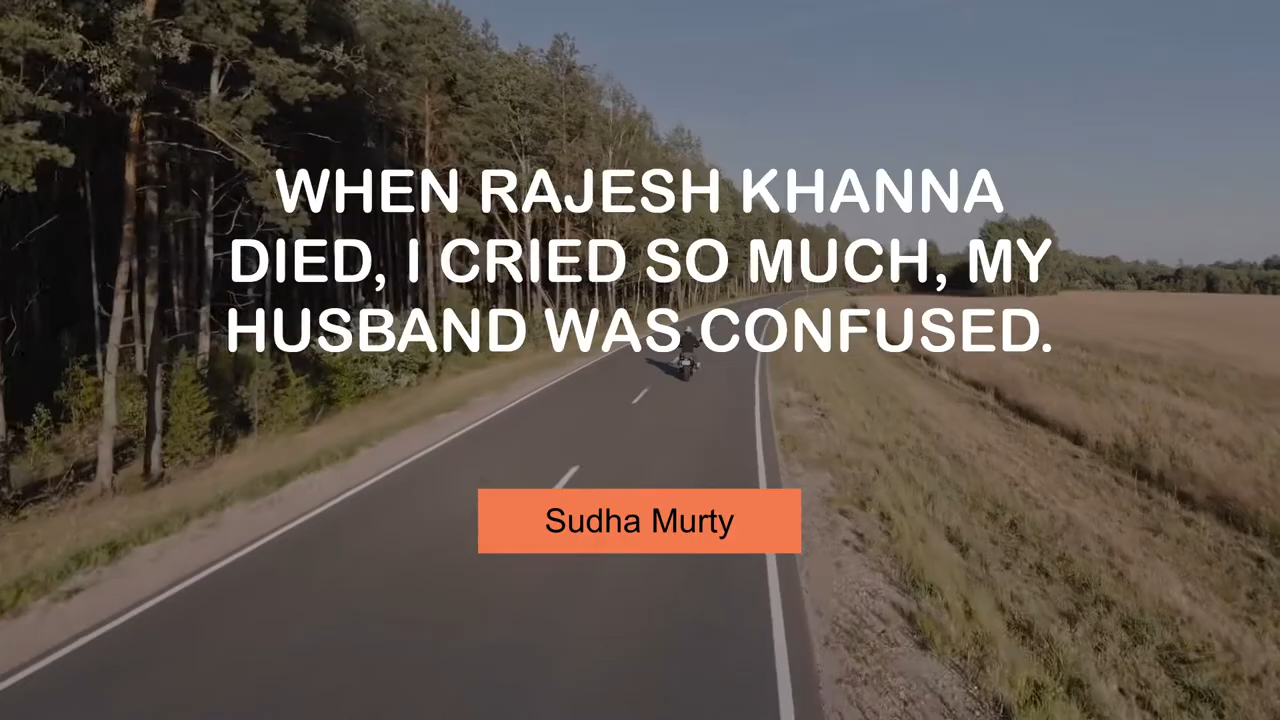 WHEN RAJESH KHANNA
DIED, I CRIED SO MUCH, MY
HUSBAND WAS CONFUSED.
Sudha Murty